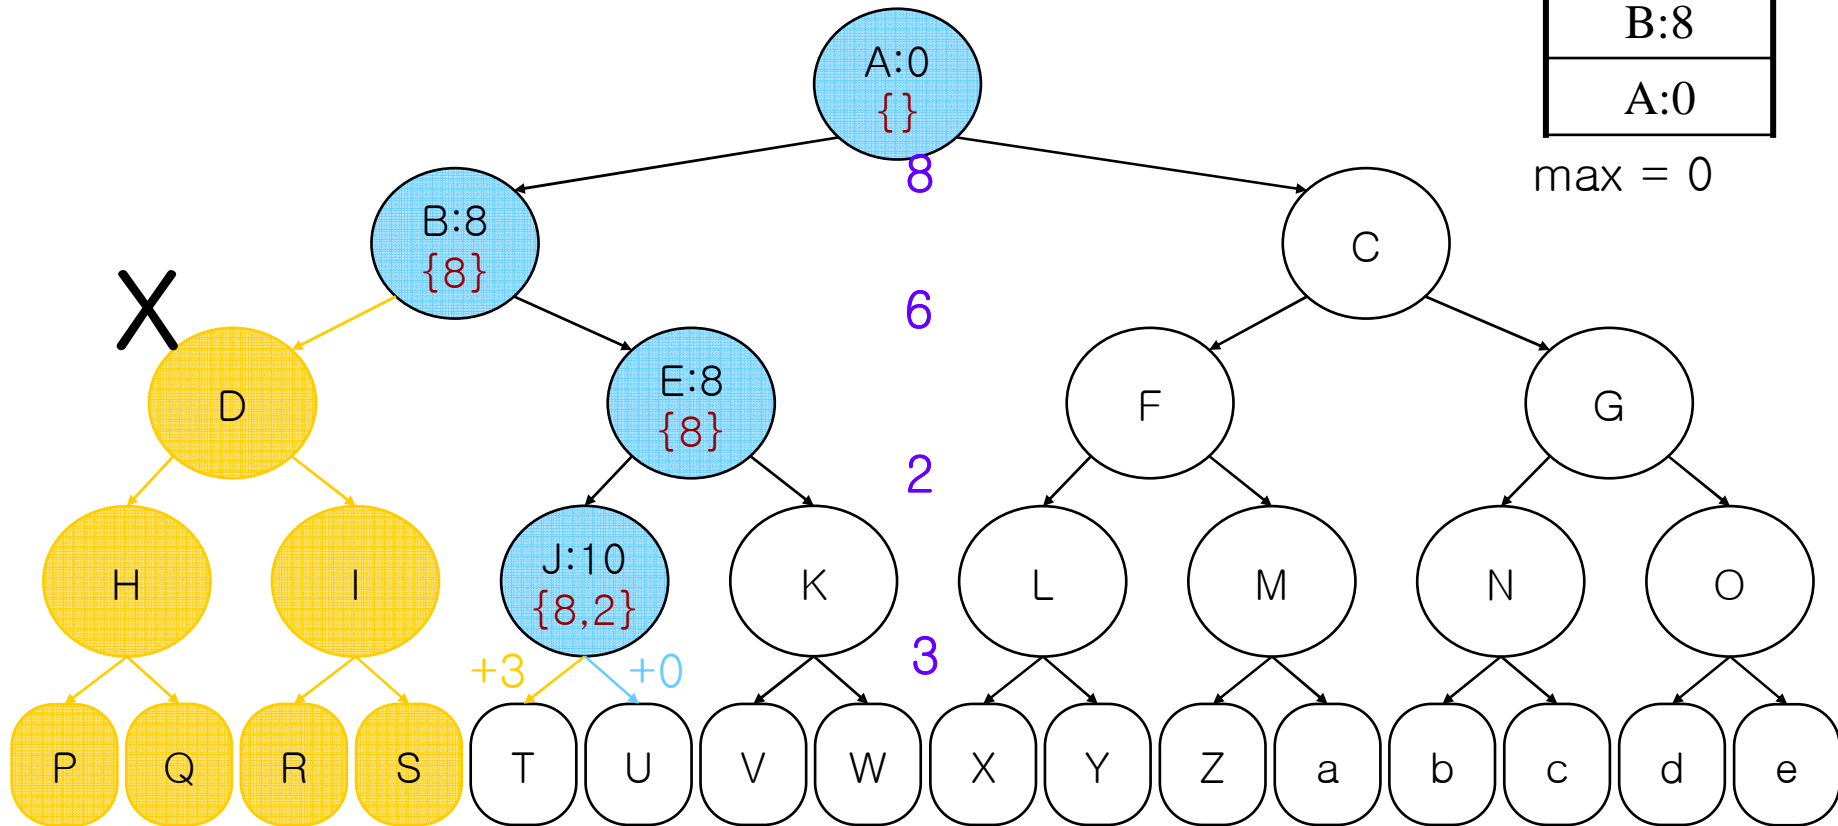 B:8
A:0
max = 0
A:0
{}
8
B:8
{8}
C
6
X
D
E:8
{8}
F
G
2
H
I
J:10
{8,2}
K
L
M
N
O
3
+3
+0
P
Q
R
S
T
U
V
W
X
Y
Z
a
b
c
d
e